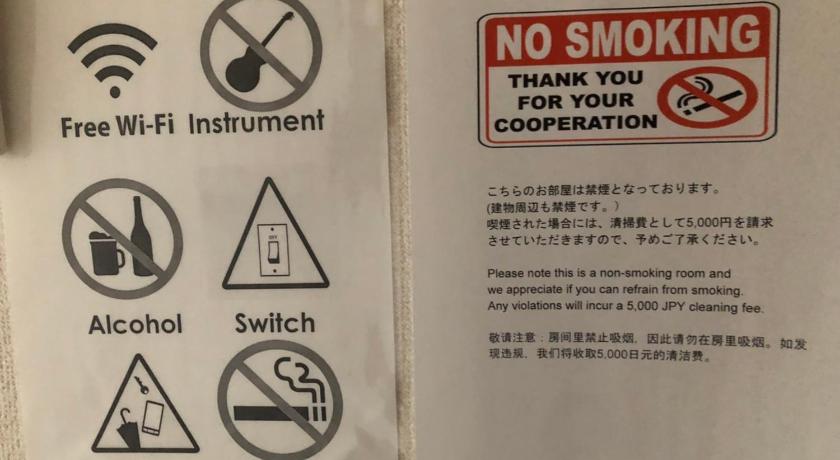 Free Wi-Fi Instrument
Alcohol Switch
OFF
NO SMOKING
THANK YOU
FOR YOUR
COOPERATION
こちらのお部屋は禁煙となっております。
(建物周辺も禁煙です。)
喫煙された場合には、清掃費として5,000円を請求
させていただきますので、予めご了承ください。
Please note this is a non-smoking room and
we appreciate if you can refrain from smoking.
Any violations will incur a 5,000 JPY cleaning fee.
敬请注意：房间里禁止吸烟，因此请勿在房里吸烟。如发
现违规，我们将收取5,000日元的清洁费。